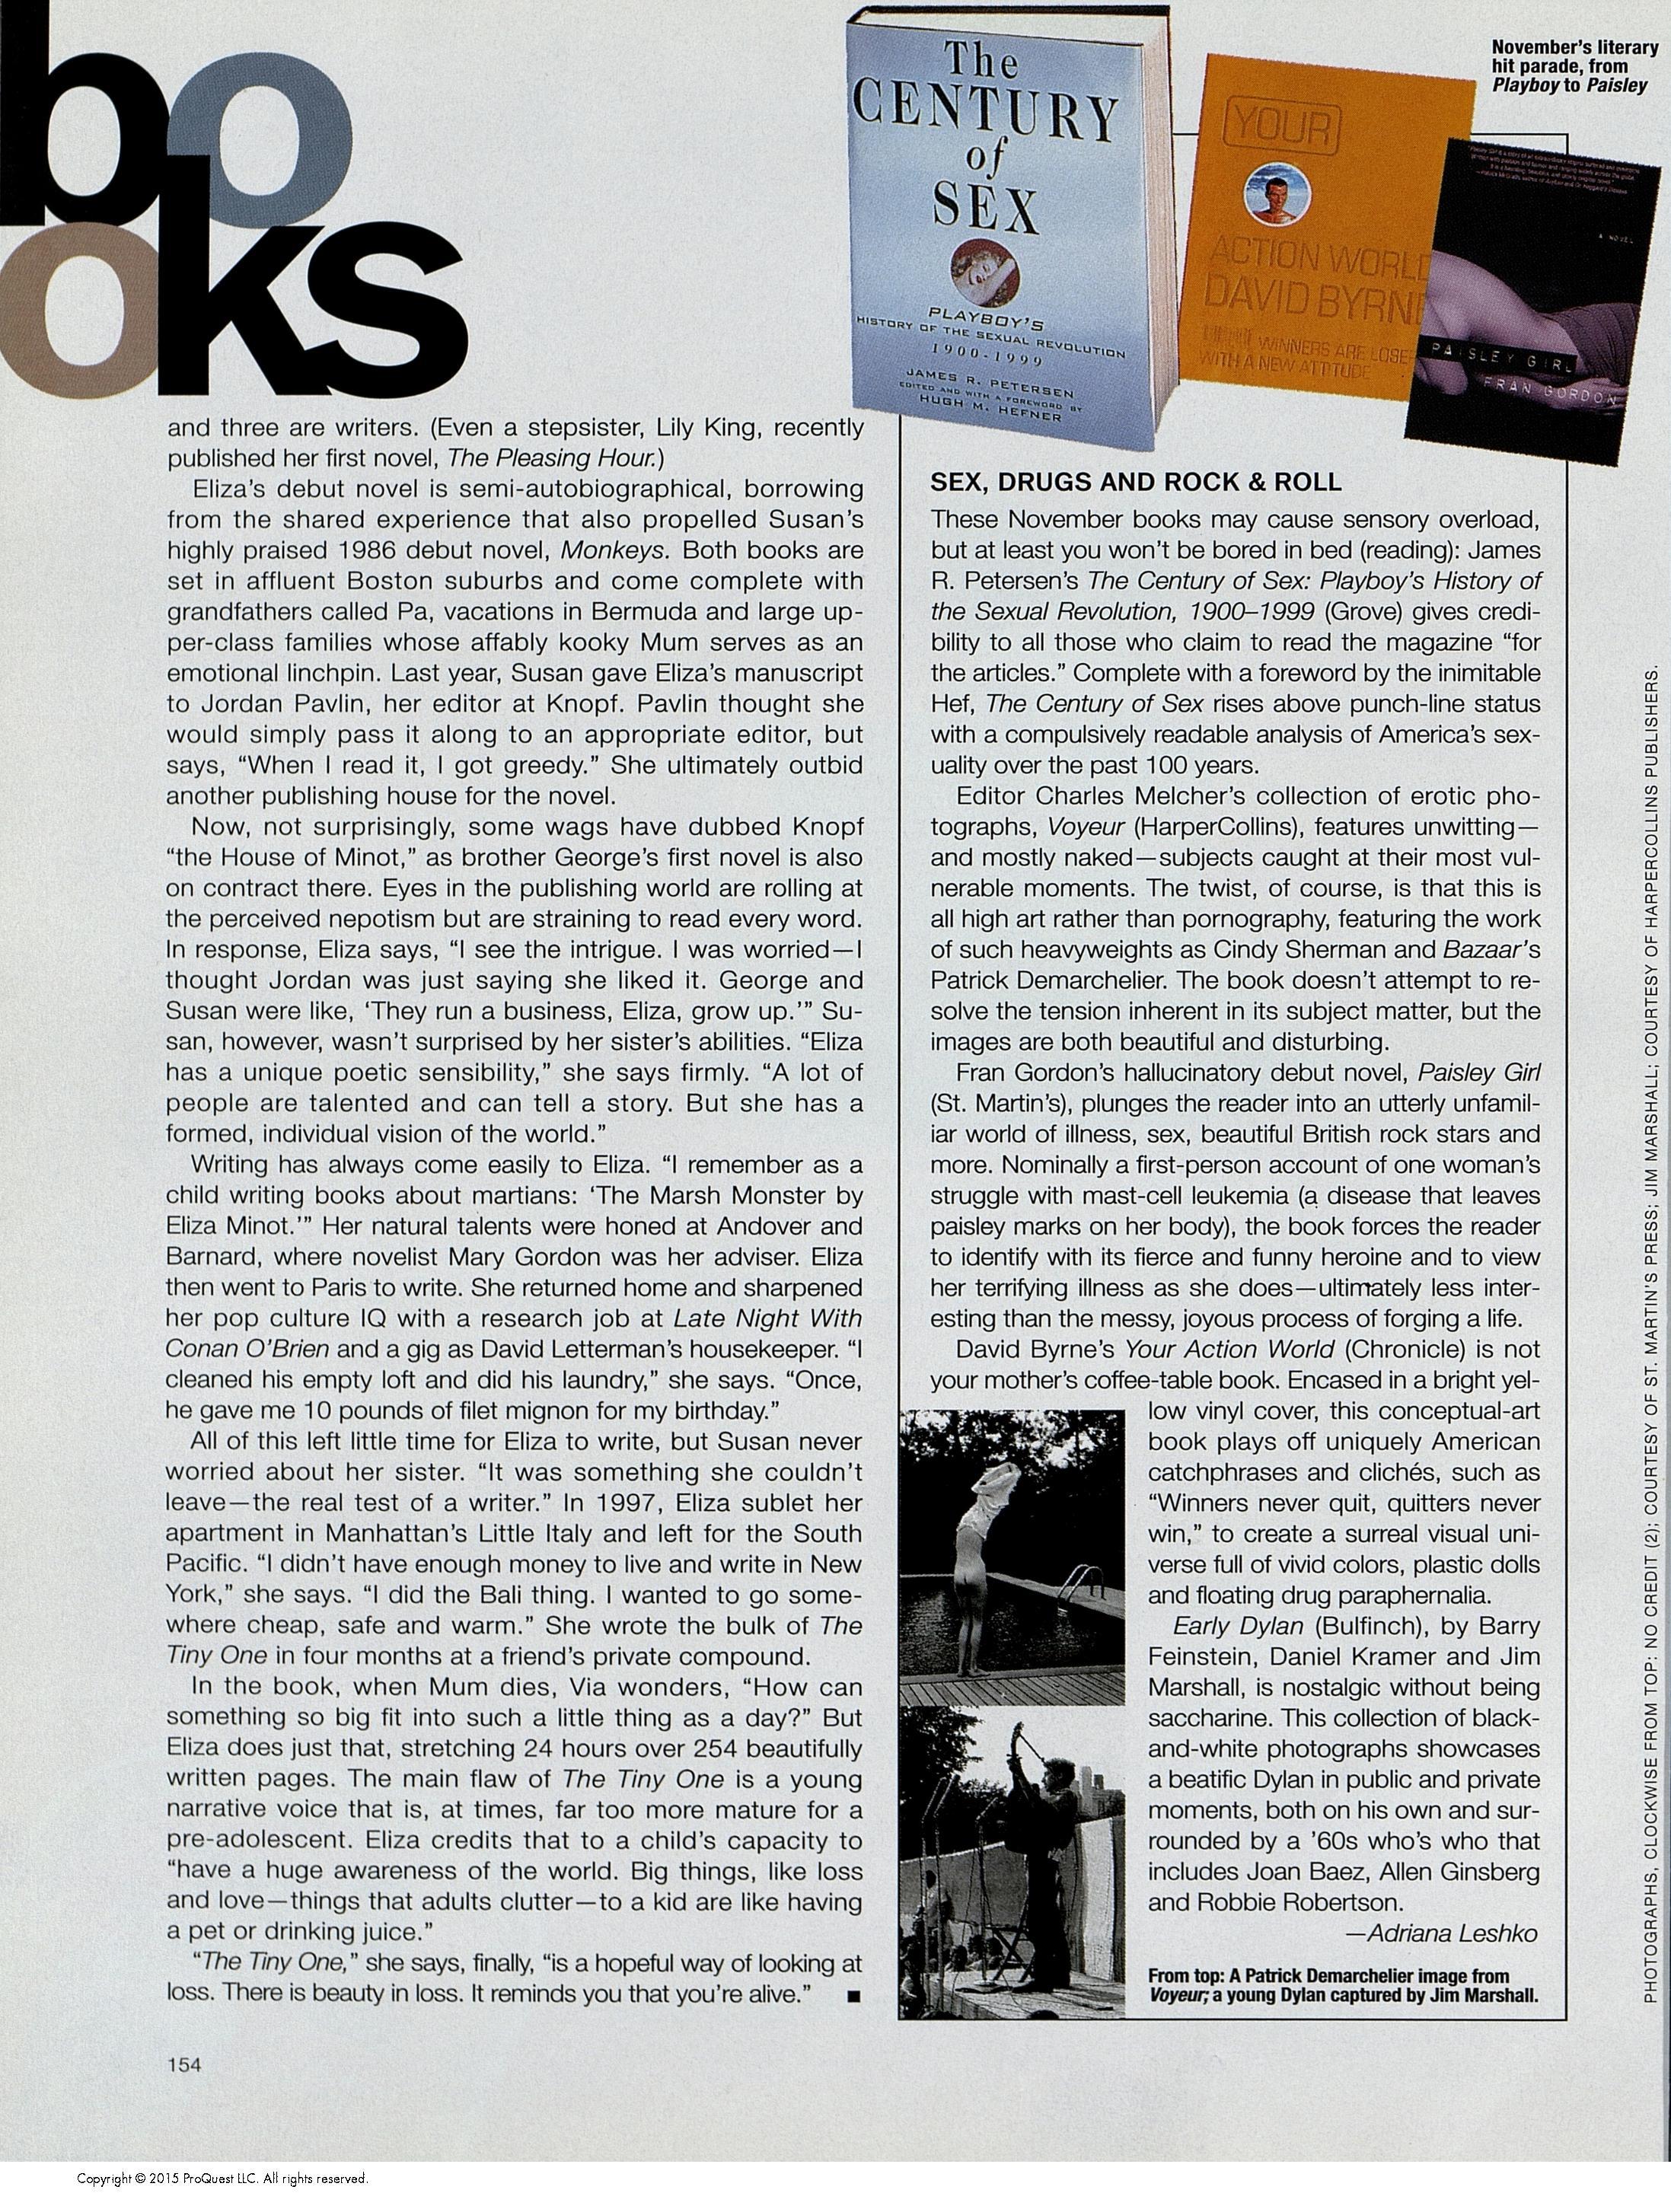 books
The
CENTURY
of
SEX
PLAYBOY'S
HISTORY OF THE SEXUAL REVOLUTION
1900-1999
JAMES R. PETERSEN
EDITED AND WITH A FOREWORD BY
HUGH M. HEFNER
YOUR
ACTION WORLD
DAVID BYRNE
WINNERS ARE LOSE
WITH A NEW ATTITUDE
A NOVEL
PAISLEY GIRL
FRAN GORDON
November's literary
hit parade, from
Playboy to Paisley
and three are writers. (Even a stepsister, Lily King, recently
published her first novel, The Pleasing Hour.)
Eliza's debut novel is semi-autobiographical, borrowing
from the shared experience that also propelled Susan's
highly praised 1986 debut novel, Monkeys. Both books are
set in affluent Boston suburbs and come complete with
grandfathers called Pa, vacations in Bermuda and large up-
per-class families whose affably kooky Mum serves as an
emotional linchpin. Last year, Susan gave Eliza's manuscript
to Jordan Pavlin, her editor at Knopf. Pavlin thought she
would simply pass it along to an appropriate editor, but
says, “When I read it, I got greedy.” She ultimately outbid
another publishing house for the novel.
Now, not surprisingly, some wags have dubbed Knopf
“the House of Minot,” as brother George's first novel is also
on contract there. Eyes in the publishing world are rolling at
the perceived nepotism but are straining to read every word.
In response, Eliza says, “I see the intrigue. I was worried—I
thought Jordan was just saying she liked it. George and
Susan were like, ‘They run a business, Eliza, grow up.’” Su-
san, however, wasn't surprised by her sister's abilities. “Eliza
has a unique poetic sensibility,” she says firmly. “A lot of
people are talented and can tell a story. But she has a
formed, individual vision of the world.”
Writing has always come easily to Eliza. “I remember as a
child writing books about martians: ‘The Marsh Monster by
Eliza Minot.’” Her natural talents were honed at Andover and
Barnard, where novelist Mary Gordon was her adviser. Eliza
then went to Paris to write. She returned home and sharpened
her pop culture IQ with a research job at Late Night With
Conan O'Brien and a gig as David Letterman's housekeeper. “I
cleaned his empty loft and did his laundry,” she says. “Once,
he gave me 10 pounds of filet mignon for my birthday.”
All of this left little time for Eliza to write, but Susan never
worried about her sister. “It was something she couldn't
leave—the real test of a writer.” In 1997, Eliza sublet her
apartment in Manhattan's Little Italy and left for the South
Pacific. “I didn't have enough money to live and write in New
York,” she says. “I did the Bali thing. I wanted to go some-
where cheap, safe and warm.” She wrote the bulk of The
Tiny One in four months at a friend's private compound.
In the book, when Mum dies, Via wonders, “How can
something so big fit into such a little thing as a day?” But
Eliza does just that, stretching 24 hours over 254 beautifully
written pages. The main flaw of The Tiny One is a young
narrative voice that is, at times, far too more mature for a
pre-adolescent. Eliza credits that to a child's capacity to
“have a huge awareness of the world. Big things, like loss
and love—things that adults clutter—to a kid are like having
a pet or drinking juice.”
“The Tiny One,” she says, finally, “is a hopeful way of looking at
loss. There is beauty in loss. It reminds you that you're alive.” ■
SEX, DRUGS AND ROCK & ROLL
These November books may cause sensory overload,
but at least you won't be bored in bed (reading): James
R. Petersen's The Century of Sex: Playboy's History of
the Sexual Revolution, 1900–1999 (Grove) gives credi-
bility to all those who claim to read the magazine “for
the articles.” Complete with a foreword by the inimitable
Hef, The Century of Sex rises above punch-line status
with a compulsively readable analysis of America's sex-
uality over the past 100 years.
Editor Charles Melcher's collection of erotic pho-
tographs, Voyeur (HarperCollins), features unwitting—
and mostly naked—subjects caught at their most vul-
nerable moments. The twist, of course, is that this is
all high art rather than pornography, featuring the work
of such heavyweights as Cindy Sherman and Bazaar's
Patrick Demarchelier. The book doesn't attempt to re-
solve the tension inherent in its subject matter, but the
images are both beautiful and disturbing.
Fran Gordon's hallucinatory debut novel, Paisley Girl
(St. Martin's), plunges the reader into an utterly unfamil-
iar world of illness, sex, beautiful British rock stars and
more. Nominally a first-person account of one woman's
struggle with mast-cell leukemia (a disease that leaves
paisley marks on her body), the book forces the reader
to identify with its fierce and funny heroine and to view
her terrifying illness as she does—ultimately less inter-
esting than the messy, joyous process of forging a life.
David Byrne's Your Action World (Chronicle) is not
your mother's coffee-table book. Encased in a bright yel-
low vinyl cover, this conceptual-art
book plays off uniquely American
catchphrases and clichés, such as
“Winners never quit, quitters never
win,” to create a surreal visual uni-
verse full of vivid colors, plastic dolls
and floating drug paraphernalia.
Early Dylan (Bulfinch), by Barry
Feinstein, Daniel Kramer and Jim
Marshall, is nostalgic without being
saccharine. This collection of black-
and-white photographs showcases
a beatific Dylan in public and private
moments, both on his own and sur-
rounded by a '60s who's who that
includes Joan Baez, Allen Ginsberg
and Robbie Robertson.
—Adriana Leshko
From top: A Patrick Demarchelier image from
Voyeur; a young Dylan captured by Jim Marshall.
PHOTOGRAPHS, CLOCKWISE FROM TOP: NO CREDIT (2); COURTESY OF ST. MARTIN'S PRESS; JIM MARSHALL; COURTESY OF HARPERCOLLINS PUBLISHERS.
154
Copyright © 2015 ProQuest LLC. All rights reserved.